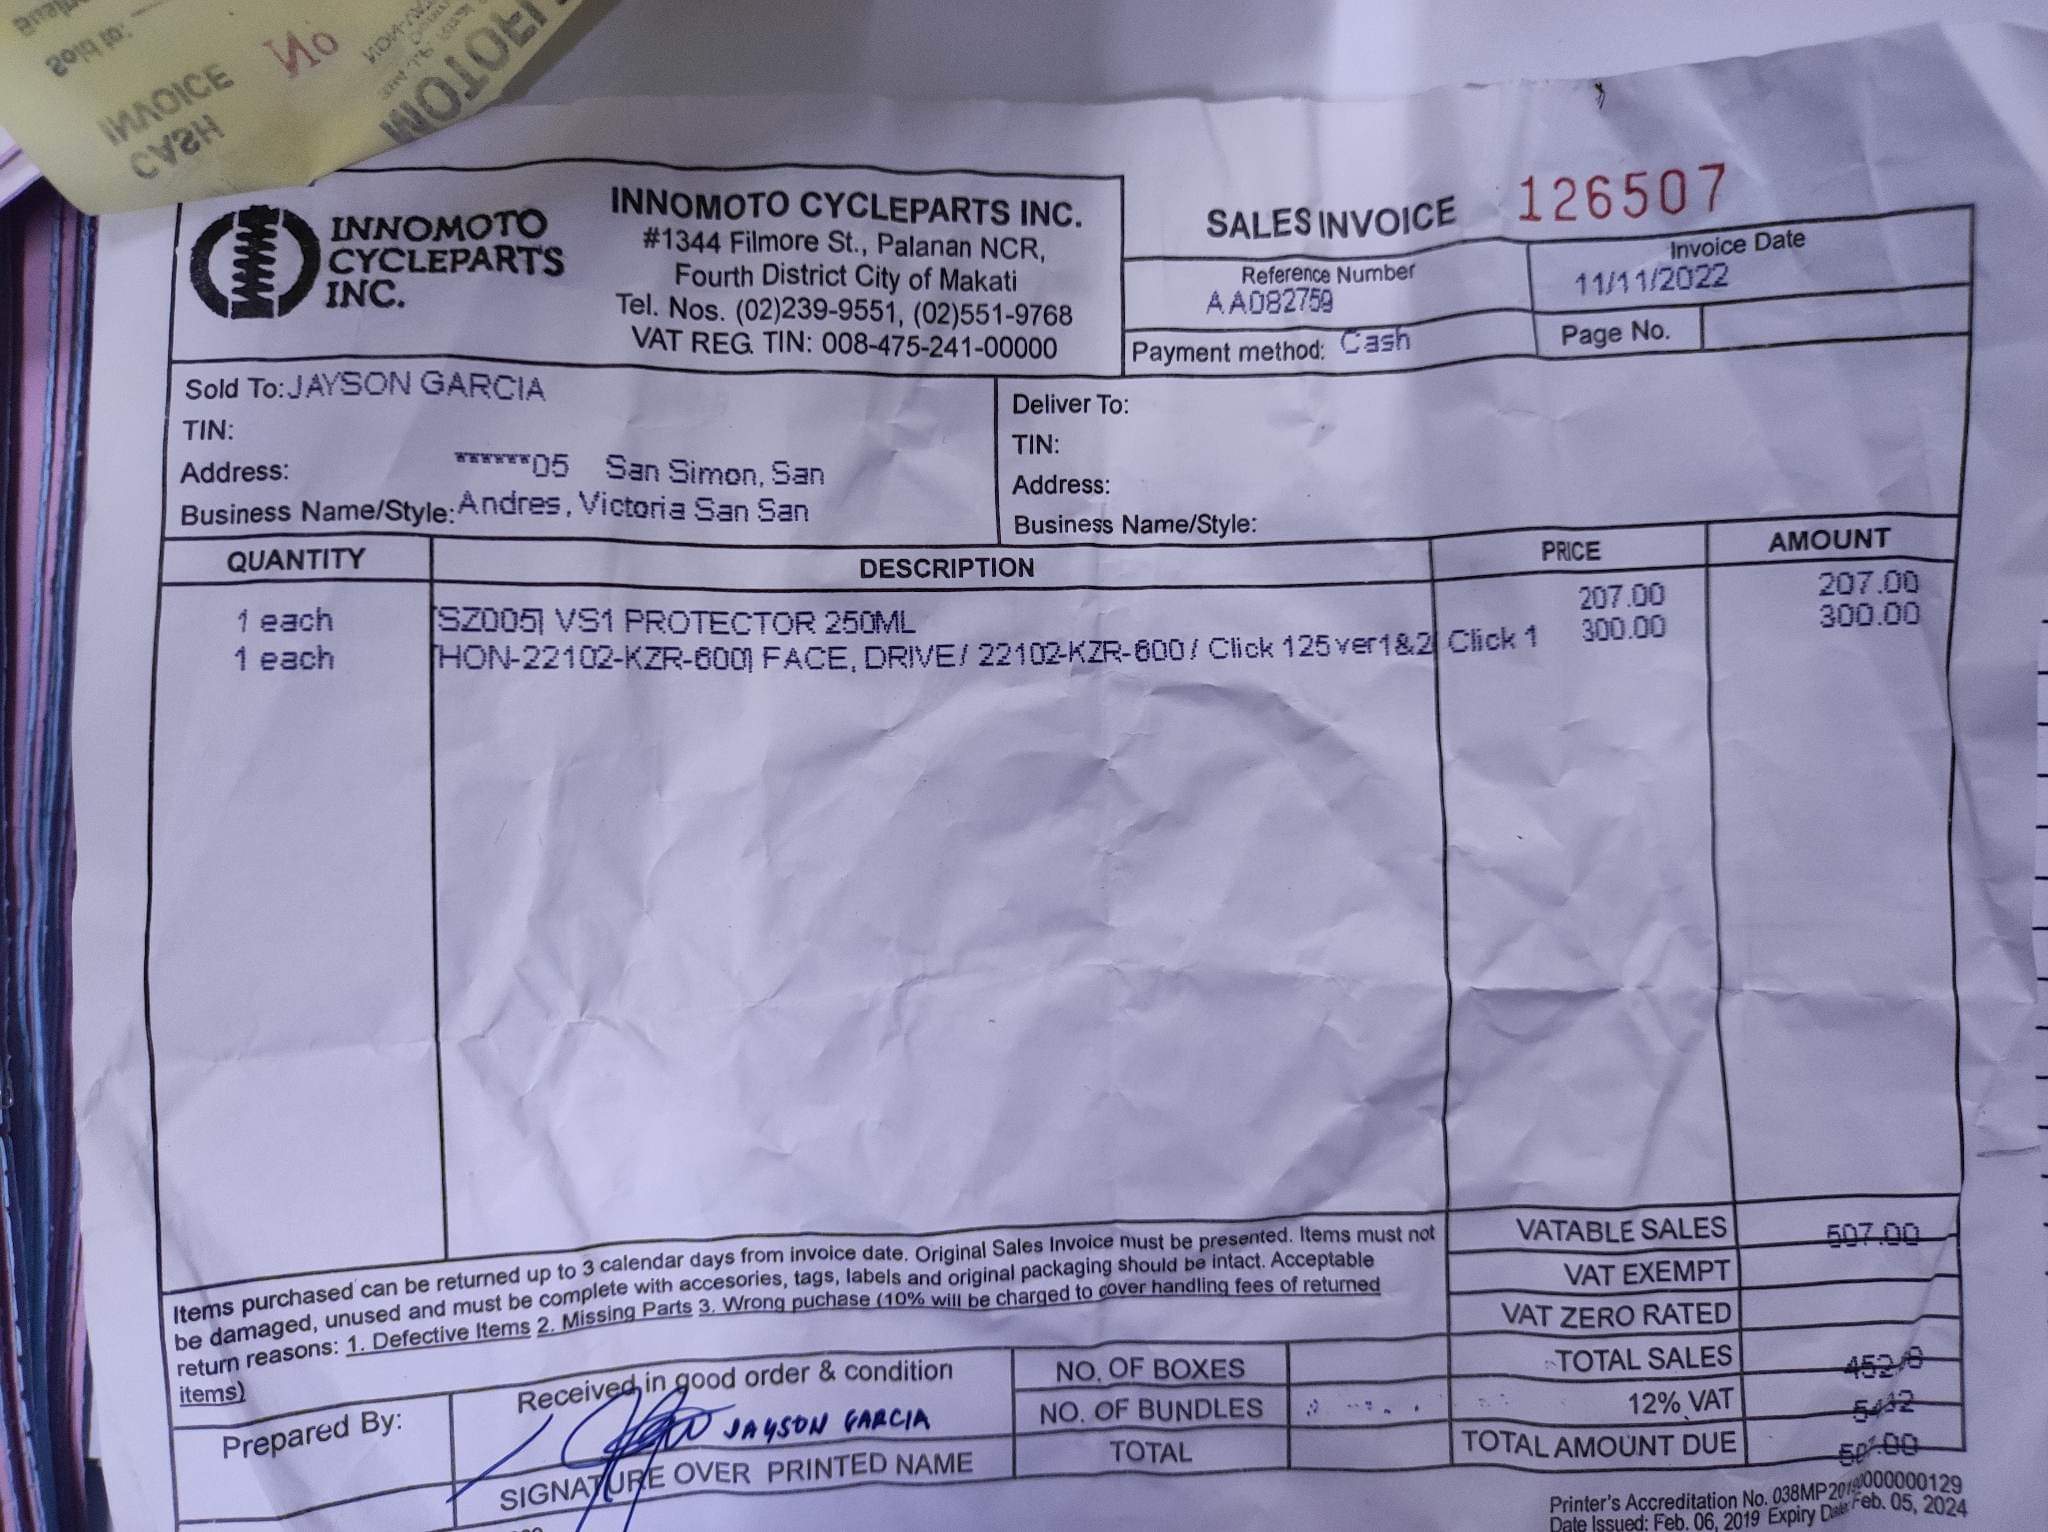 Sold to:
No
INVOICE
CASH
INNOMOTO
CYCLEPARTS
INC.
INNOMOTO CYCLEPARTS INC.
#1344 Filmore St., Palanan NCR,
Fourth District City of Makati
Tel. Nos. (02)239-9551, (02)551-9768
VAT REG. TIN: 008-475-241-00000
SALES INVOICE 126507
Reference Number
AA082759
Invoice Date
11/11/2022
Payment method: Cash
Page No.
Sold To: JAYSON GARCIA
TIN:
Address: ******05 San Simon, San
Business Name/Style: Andres, Victoria San San
Deliver To:
TIN:
Address:
Business Name/Style:
QUANTITY DESCRIPTION PRICE AMOUNT
1 each [SZ005] VS1 PROTECTOR 250ML 207.00 207.00
1 each [HON-22102-KZR-600] FACE, DRIVE/ 22102-KZR-600/ Click 125 ver1&2 Click 1 300.00 300.00
Items purchased can be returned up to 3 calendar days from invoice date. Original Sales Invoice must be presented. Items must not
be damaged, unused and must be complete with accesories, tags, labels and original packaging should be intact. Acceptable
return reasons: 1. Defective Items 2. Missing Parts 3. Wrong puchase (10% will be charged to cover handling fees of returned
items)
VATABLE SALES 507.00
VAT EXEMPT
VAT ZERO RATED
TOTAL SALES
12% VAT
TOTAL AMOUNT DUE 507.00
Prepared By:
Received in good order & condition
JAYSON GARCIA
SIGNATURE OVER PRINTED NAME
NO. OF BOXES
NO. OF BUNDLES
TOTAL
Printer's Accreditation No. 038MP20190000000129
Date Issued: Feb. 06, 2019 Expiry Date: Feb. 05, 2024